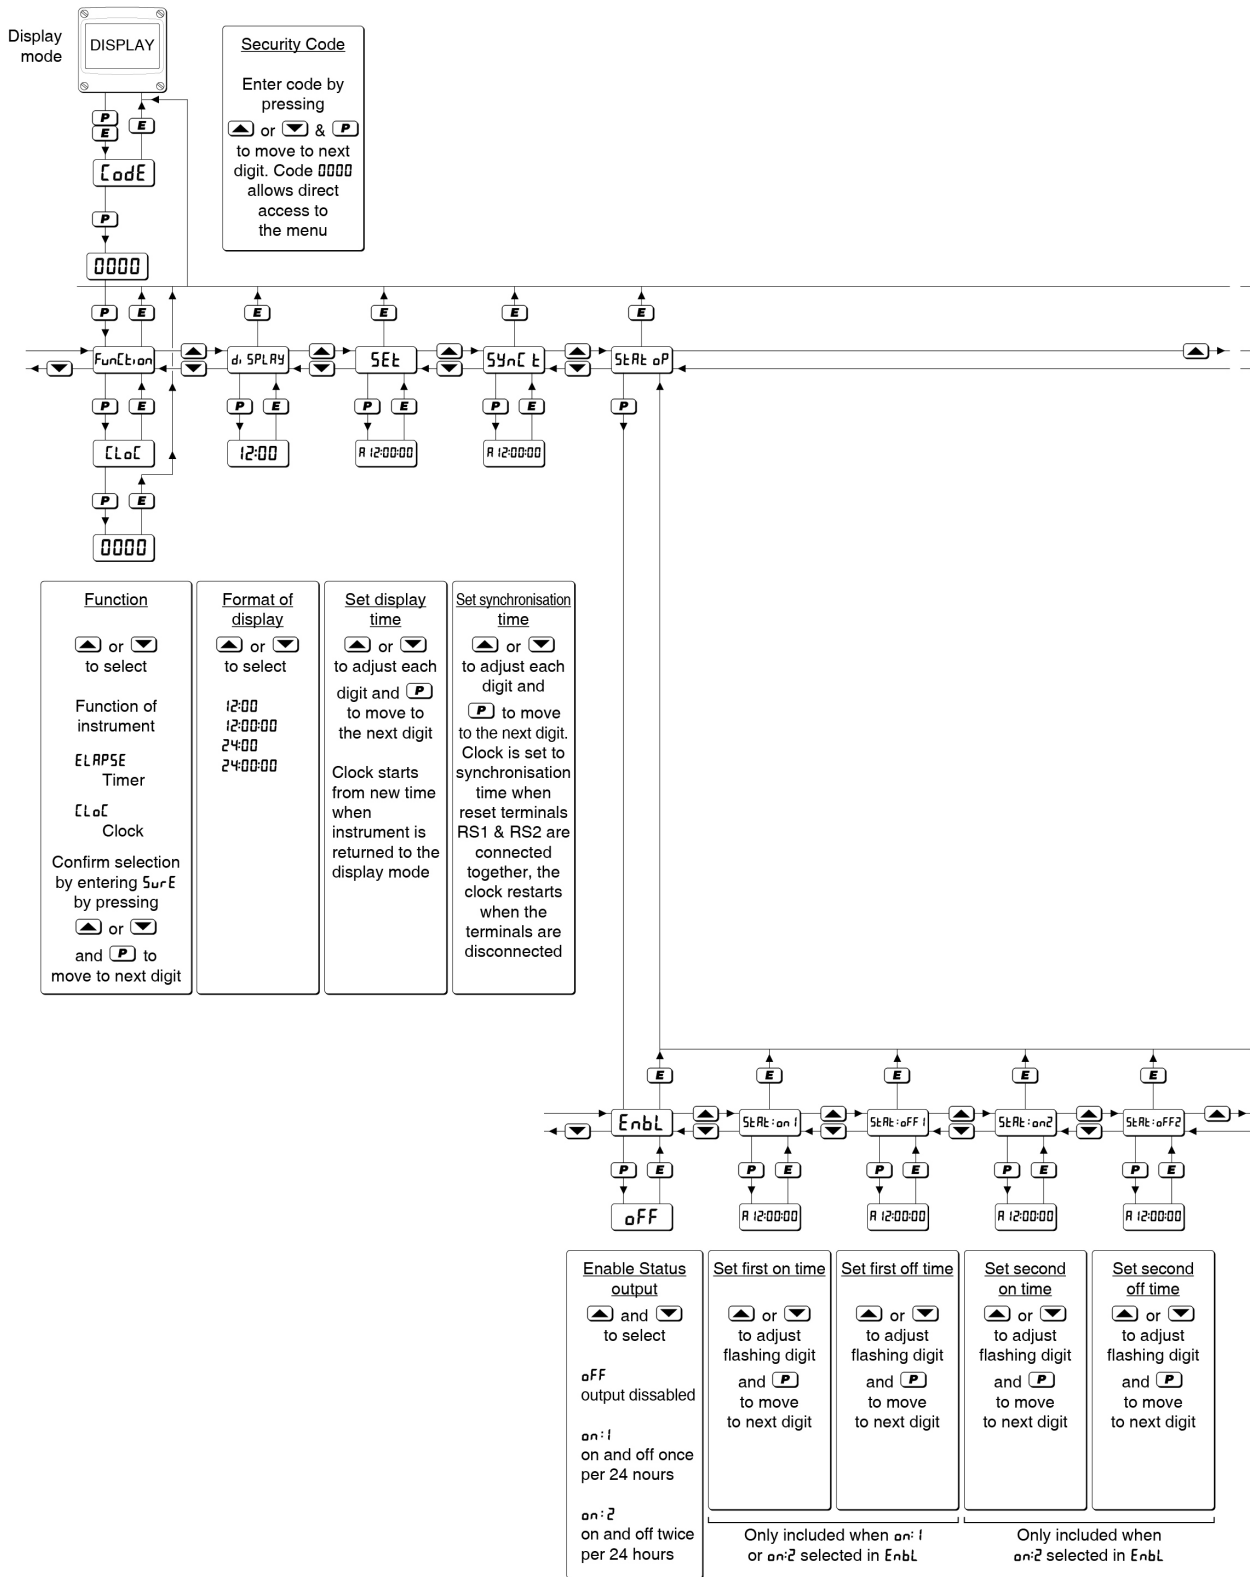 Display
mode
DISPLAY
P
E
E
CodE
P
0000
Security Code
Enter code by
pressing
or & P
to move to next
digit. Code 0000
allows direct
access to
the menu
P E E E E E
FunCtion
di SPLAY
SEt
SYnC t
StAt oP
P E P E P E P E P
CLoC
12:00
A 12:00:00
A 12:00:00
P E
0000
Function
or
to select
Function of
instrument
ELAPSE
Timer
CLoC
Clock
Confirm selection
by entering SurE
by pressing
or
and P to
move to next digit
Format of
display
or
to select
12:00
12:00:00
24:00
24:00:00
Set display
time
or
to adjust each
digit and P
to move to
the next digit
Clock starts
from new time
when
instrument is
returned to the
display mode
Set synchronisation
time
or
to adjust each
digit and
P to move
to the next digit.
Clock is set to
synchronisation
time when
reset terminals
RS1 & RS2 are
connected
together, the
clock restarts
when the
terminals are
disconnected
E E E E E
EnbL
StAt:on1
StAt:oFF1
StAt:on2
StAt:oFF2
P E P E P E P E P E
oFF
A 12:00:00
A 12:00:00
A 12:00:00
A 12:00:00
Enable Status
output
and
to select
oFF
output dissabled
on:1
on and off once
per 24 hours
on:2
on and off twice
per 24 hours
Set first on time
or
to adjust
flashing digit
and P
to move
to next digit
Set first off time
or
to adjust
flashing digit
and P
to move
to next digit
Set second
on time
or
to adjust
flashing digit
and P
to move
to next digit
Set second
off time
or
to adjust
flashing digit
and P
to move
to next digit
Only included when on:1
or on:2 selected in EnbL
Only included when
on:2 selected in EnbL